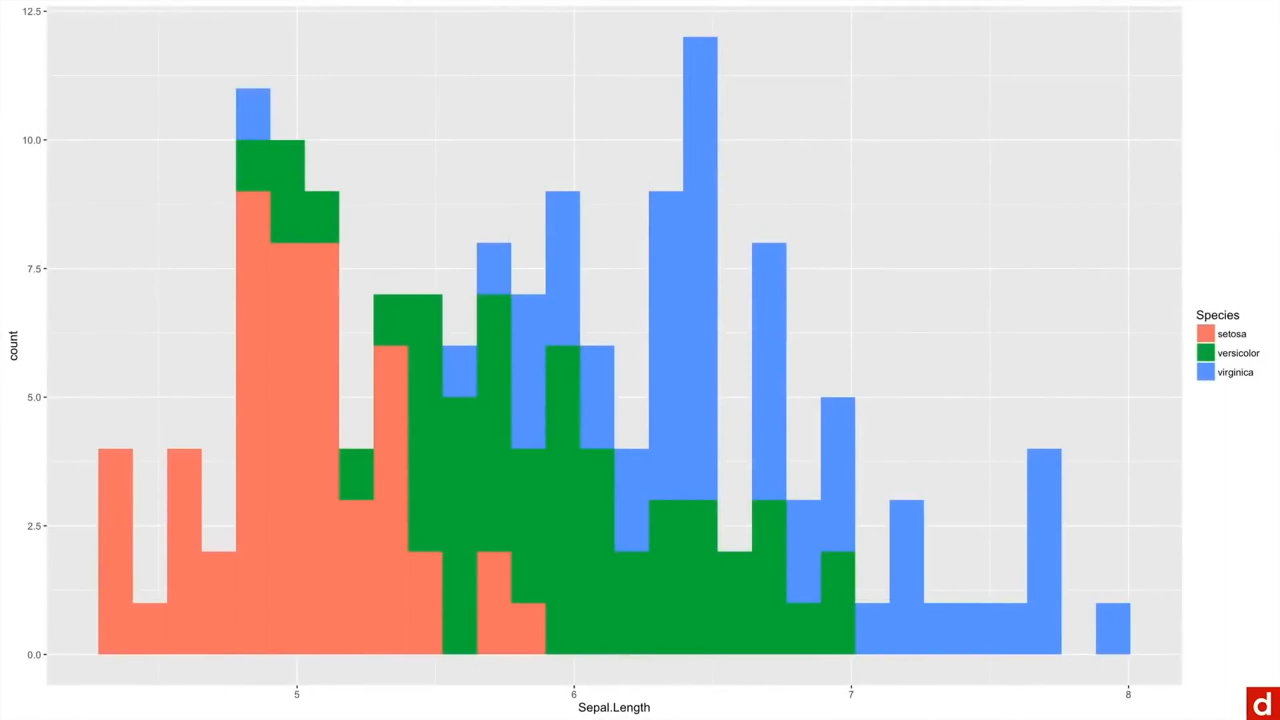 12.5
10.0
7.5
5.0
2.5
0.0
count
5
6
7
8
Sepal.Length
Species
setosa
versicolor
virginica
d